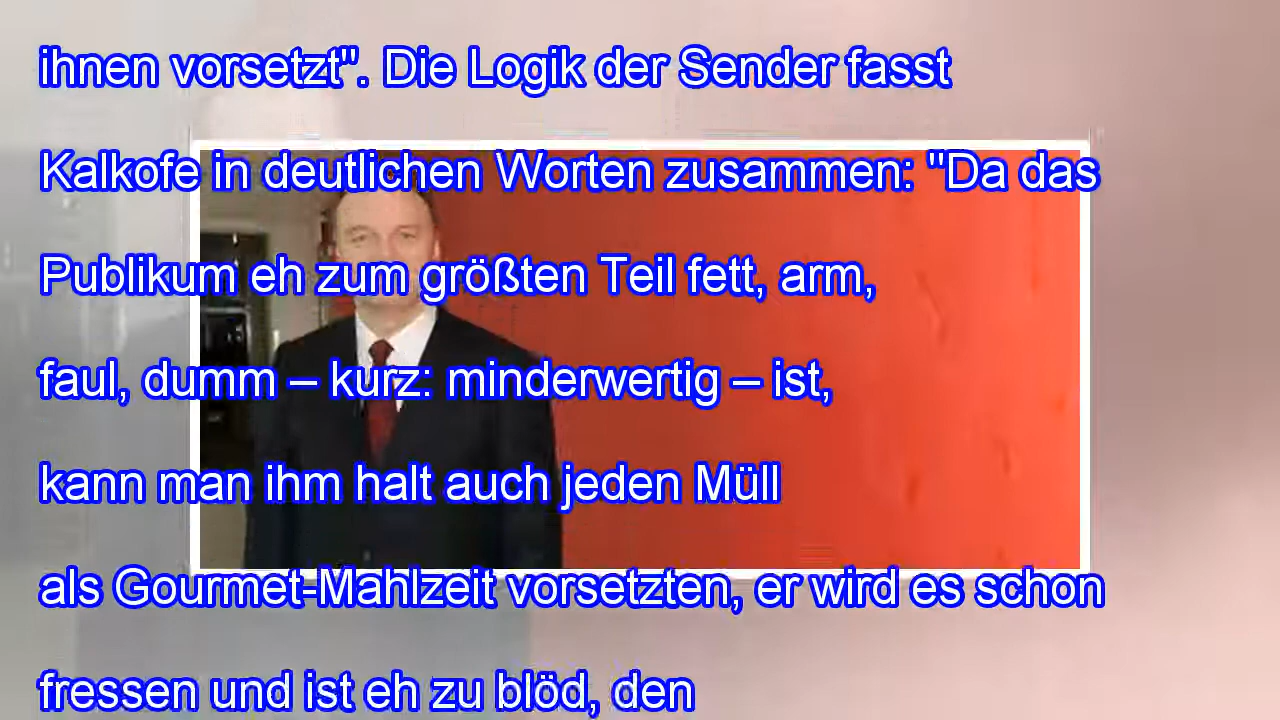 ihnen vorsetzt". Die Logik der Sender fasst
Kalkofe in deutlichen Worten zusammen: "Da das
Publikum eh zum größten Teil fett, arm,
faul, dumm – kurz: minderwertig – ist,
kann man ihm halt auch jeden Müll
als Gourmet-Mahlzeit vorsetzten, er wird es schon
fressen und ist eh zu blöd, den